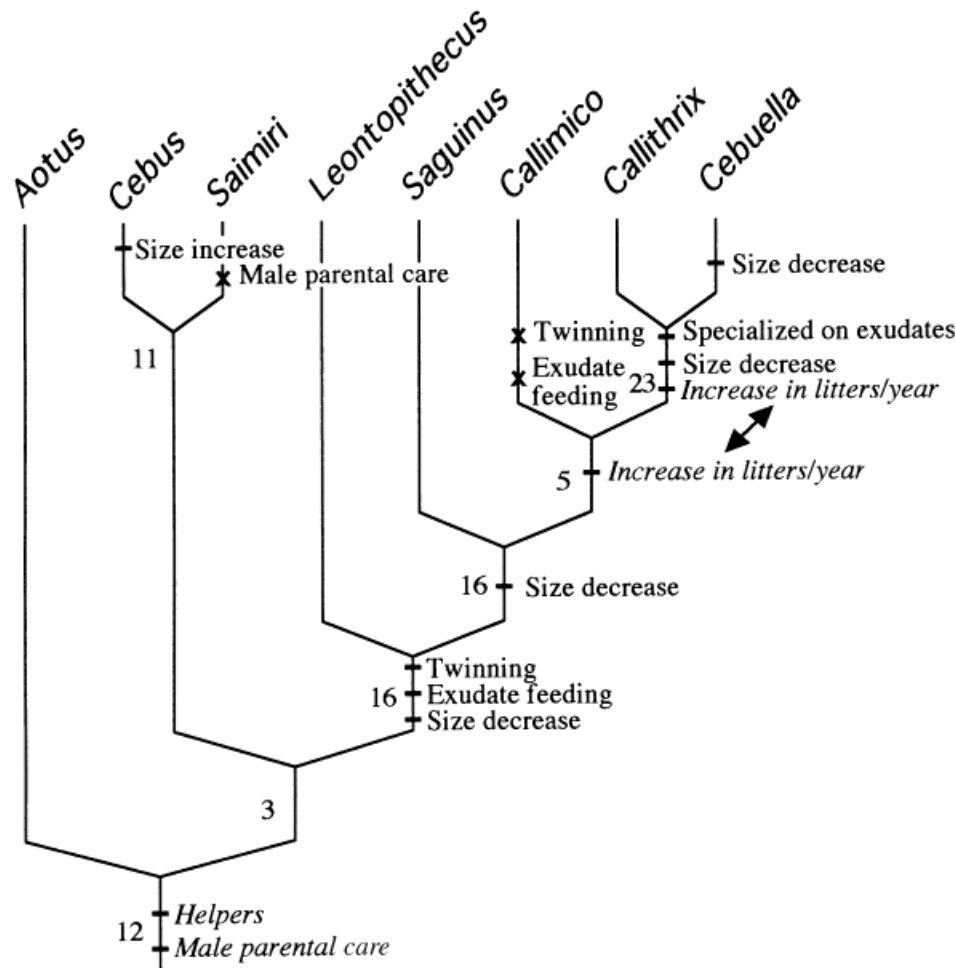 Aotus
Cebus
Saimiri
Leontopithecus
Saguinus
Callimico
Callithrix
Cebuella
Size increase
Male parental care
Size decrease
11
Twinning
Specialized on exudates
Exudate
feeding
Size decrease
23
Increase in litters/year
5
Increase in litters/year
16
Size decrease
Twinning
16
Exudate feeding
Size decrease
3
12
Helpers
Male parental care